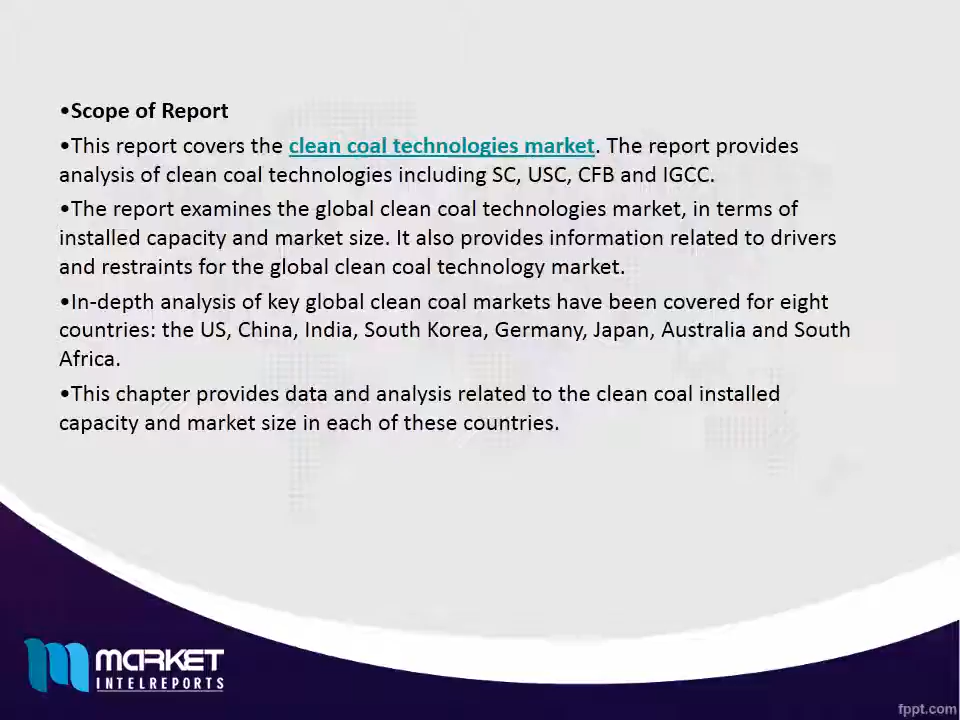 •Scope of Report
•This report covers the clean coal technologies market. The report provides
analysis of clean coal technologies including SC, USC, CFB and IGCC.
•The report examines the global clean coal technologies market, in terms of
installed capacity and market size. It also provides information related to drivers
and restraints for the global clean coal technology market.
•In-depth analysis of key global clean coal markets have been covered for eight
countries: the US, China, India, South Korea, Germany, Japan, Australia and South
Africa.
•This chapter provides data and analysis related to the clean coal installed
capacity and market size in each of these countries.
MARKET
INTELREPORTS
fppt.com